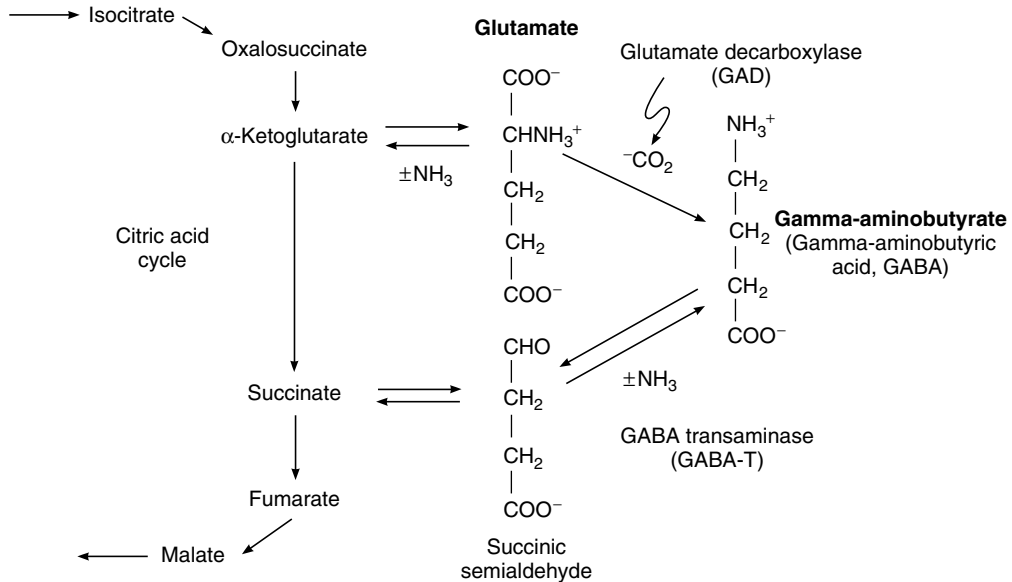 Isocitrate
Oxalosuccinate
α-Ketoglutarate
±NH₃
Citric acid
cycle
Succinate
Fumarate
Malate
Glutamate
COO⁻
CHNH₃⁺
CH₂
CH₂
COO⁻
Glutamate decarboxylase
(GAD)
⁻CO₂
NH₃⁺
CH₂
CH₂
CH₂
COO⁻
Gamma-aminobutyrate
(Gamma-aminobutyric
acid, GABA)
CHO
CH₂
CH₂
COO⁻
Succinic
semialdehyde
±NH₃
GABA transaminase
(GABA-T)